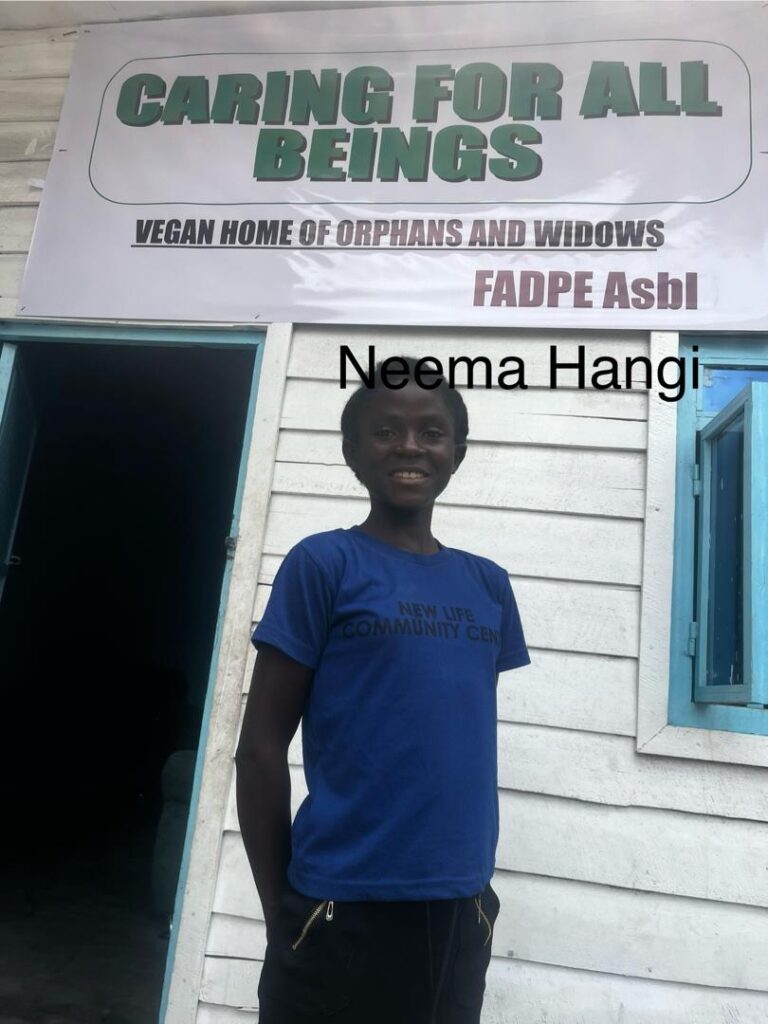 CARING FOR ALL
BEINGS
VEGAN HOME OF ORPHANS AND WIDOWS
FADPE Asbl
Neema Hangi
NEW LIFE
COMMUNITY CEN